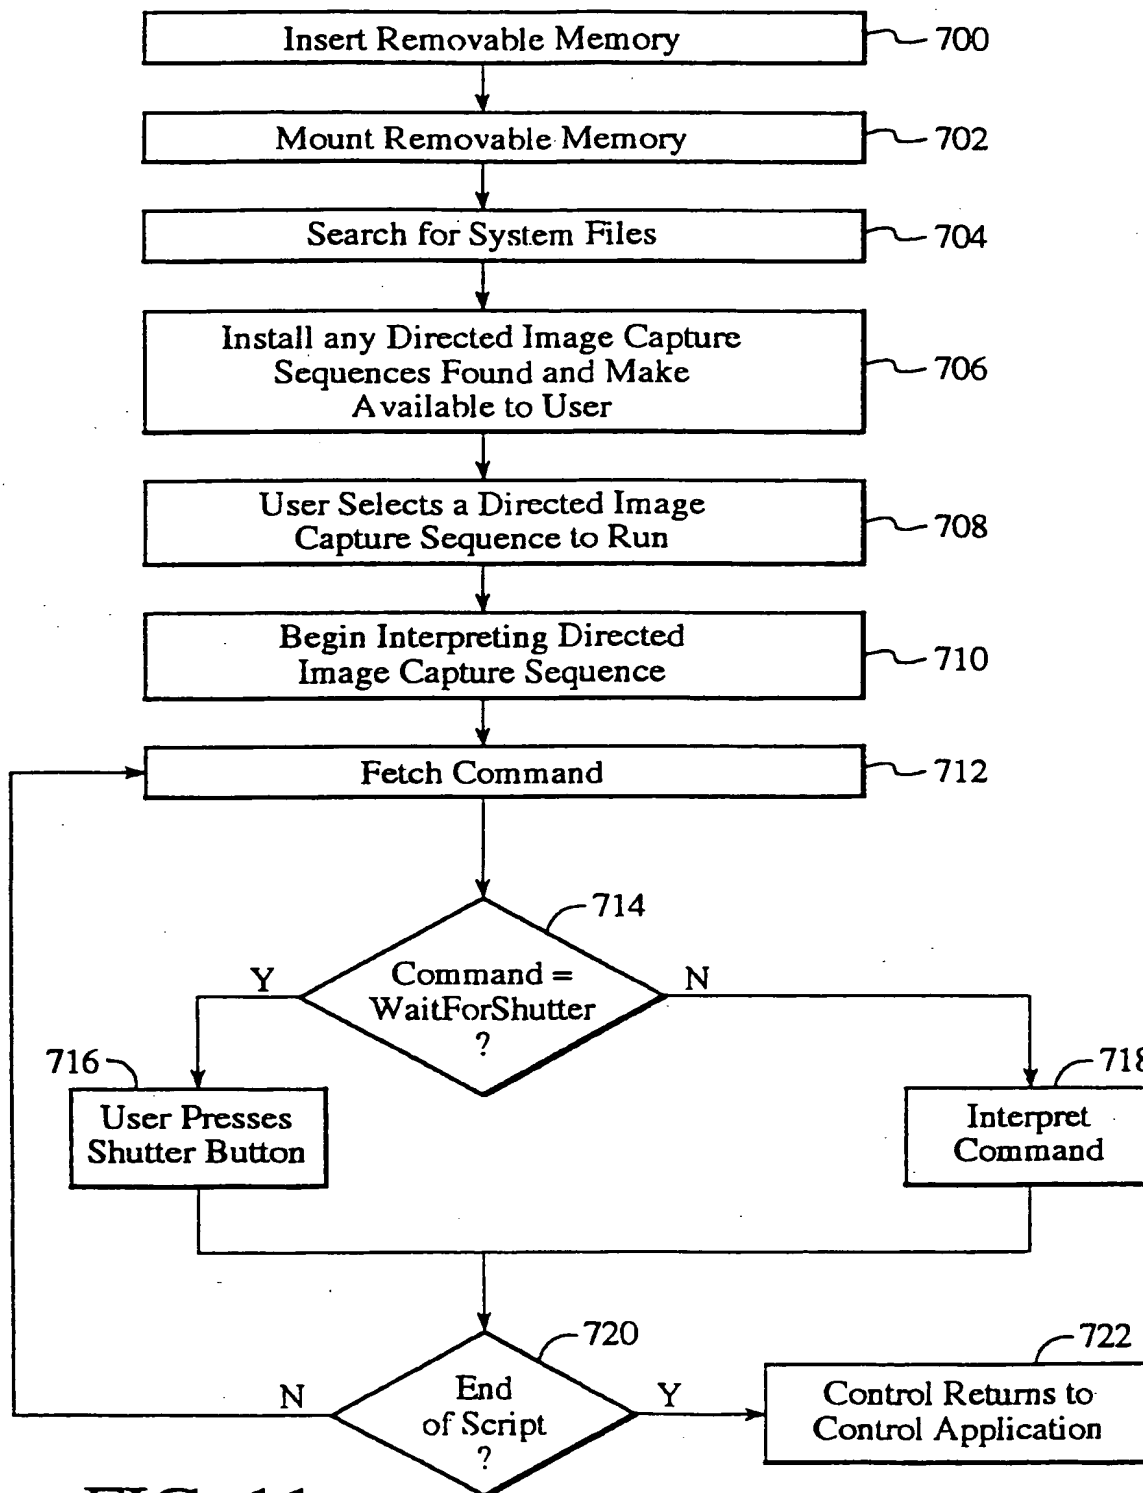 Insert Removable Memory
700
Mount Removable Memory
702
Search for System Files
704
Install any Directed Image Capture
Sequences Found and Make
Available to User
706
User Selects a Directed Image
Capture Sequence to Run
708
Begin Interpreting Directed
Image Capture Sequence
710
Fetch Command
712
714
Command =
WaitForShutter
?
Y
N
716
User Presses
Shutter Button
718
Interpret
Command
720
End
of Script
?
N
Y
722
Control Returns to
Control Application